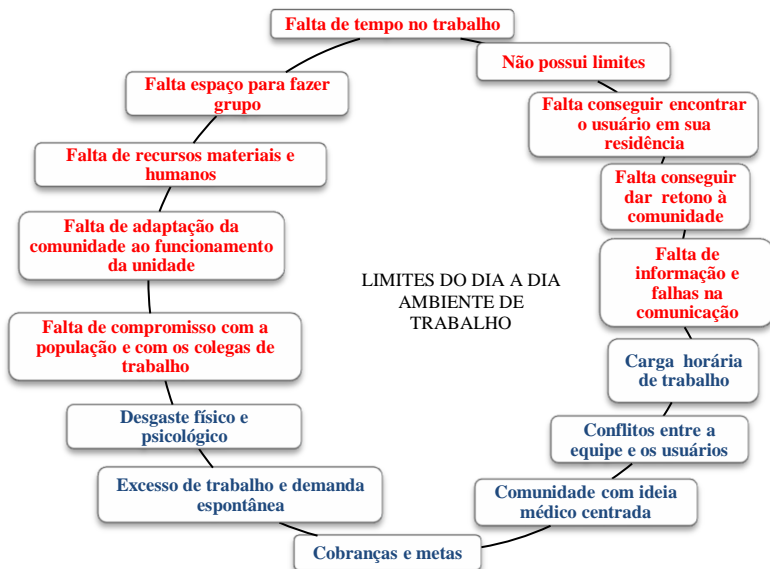 Falta de tempo no trabalho
Não possui limites
Falta conseguir encontrar
o usuário em sua
residência
Falta conseguir
dar retono à
comunidade
Falta de
informação e
falhas na
comunicação
Carga horária
de trabalho
Conflitos entre a
equipe e os usuários
Comunidade com ideia
médico centrada
Cobranças e metas
Excesso de trabalho e demanda
espontânea
Desgaste físico e
psicológico
Falta de compromisso com a
população e com os colegas de
trabalho
Falta de adaptação da
comunidade ao funcionamento
da unidade
Falta de recursos materiais e
humanos
Falta espaço para fazer
grupo
LIMITES DO DIA A DIA
AMBIENTE DE
TRABALHO